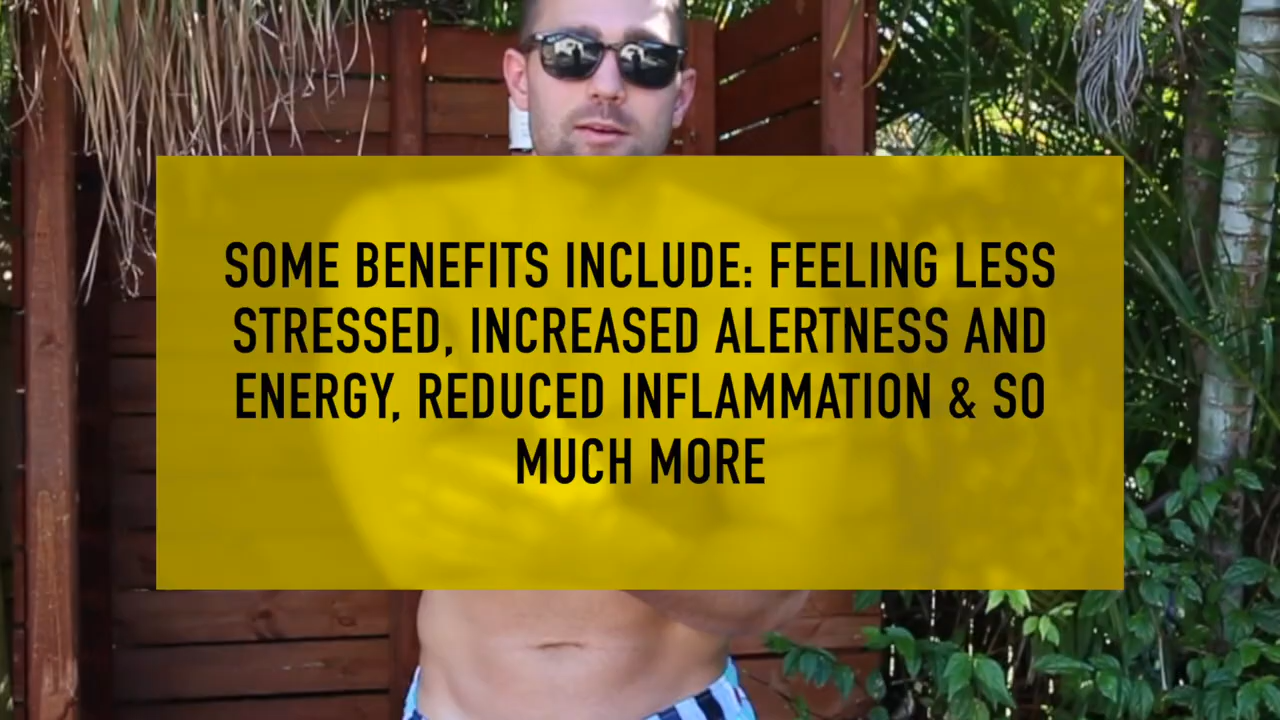 SOME BENEFITS INCLUDE: FEELING LESS
STRESSED, INCREASED ALERTNESS AND
ENERGY, REDUCED INFLAMMATION & SO
MUCH MORE